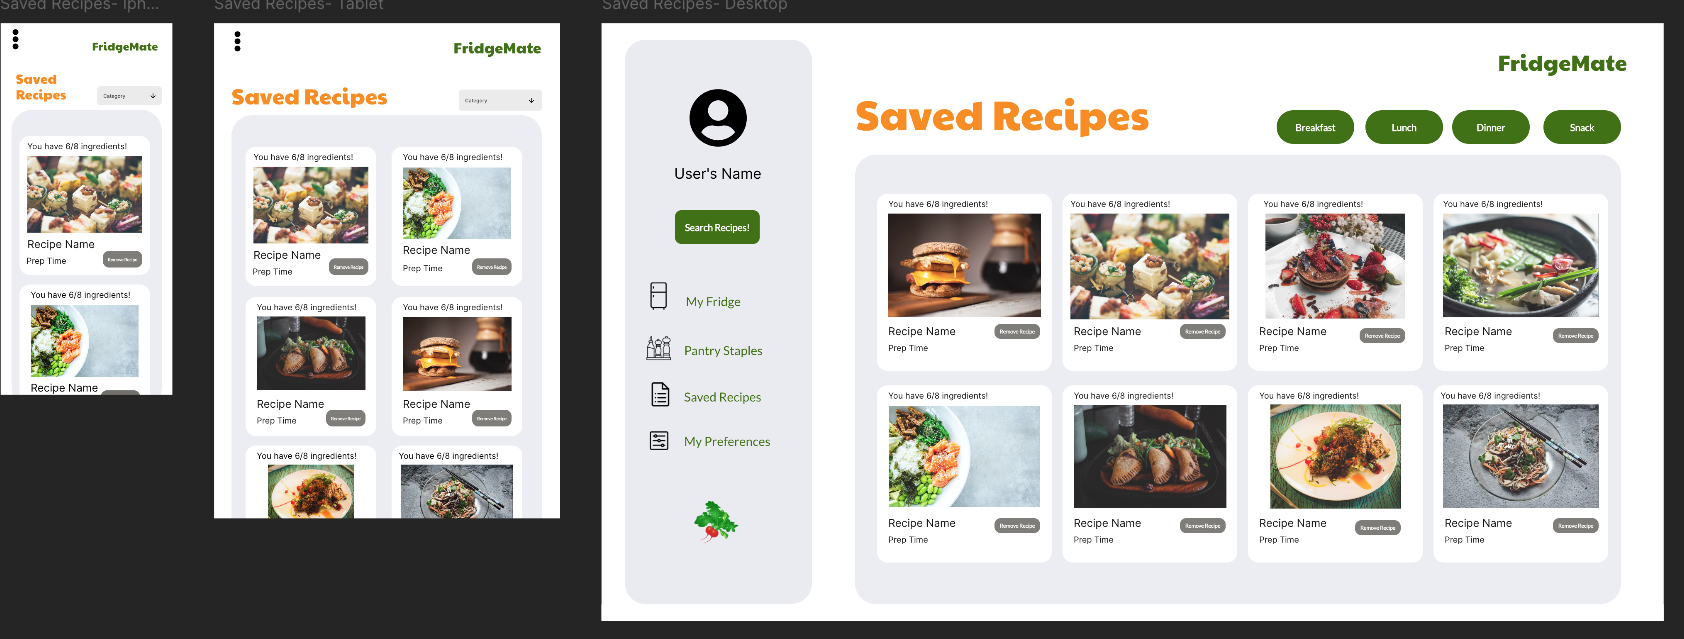 Saved Recipes- Iph...
FridgeMate
Saved
Recipes
Category
You have 6/8 ingredients!
Recipe Name
Prep Time
Remove Recipe
You have 6/8 ingredients!
Recipe Name
Saved Recipes- Tablet
FridgeMate
Saved Recipes
Category
You have 6/8 ingredients!
Recipe Name
Prep Time
Remove Recipe
You have 6/8 ingredients!
Recipe Name
Prep Time
Remove Recipe
You have 6/8 ingredients!
Recipe Name
Prep Time
Remove Recipe
You have 6/8 ingredients!
Recipe Name
Prep Time
Remove Recipe
You have 6/8 ingredients!
You have 6/8 ingredients!
Saved Recipes- Desktop
User's Name
Search Recipes!
My Fridge
Pantry Staples
Saved Recipes
My Preferences
FridgeMate
Saved Recipes
Breakfast
Lunch
Dinner
Snack
You have 6/8 ingredients!
Recipe Name
Remove Recipe
Prep Time
You have 6/8 ingredients!
Recipe Name
Remove Recipe
Prep Time
You have 6/8 ingredients!
Recipe Name
Remove Recipe
Prep Time
You have 6/8 ingredients!
Recipe Name
Remove Recipe
Prep Time
You have 6/8 ingredients!
Recipe Name
Remove Recipe
Prep Time
You have 6/8 ingredients!
Recipe Name
Remove Recipe
Prep Time
You have 6/8 ingredients!
Recipe Name
Remove Recipe
Prep Time
You have 6/8 ingredients!
Recipe Name
Remove Recipe
Prep Time